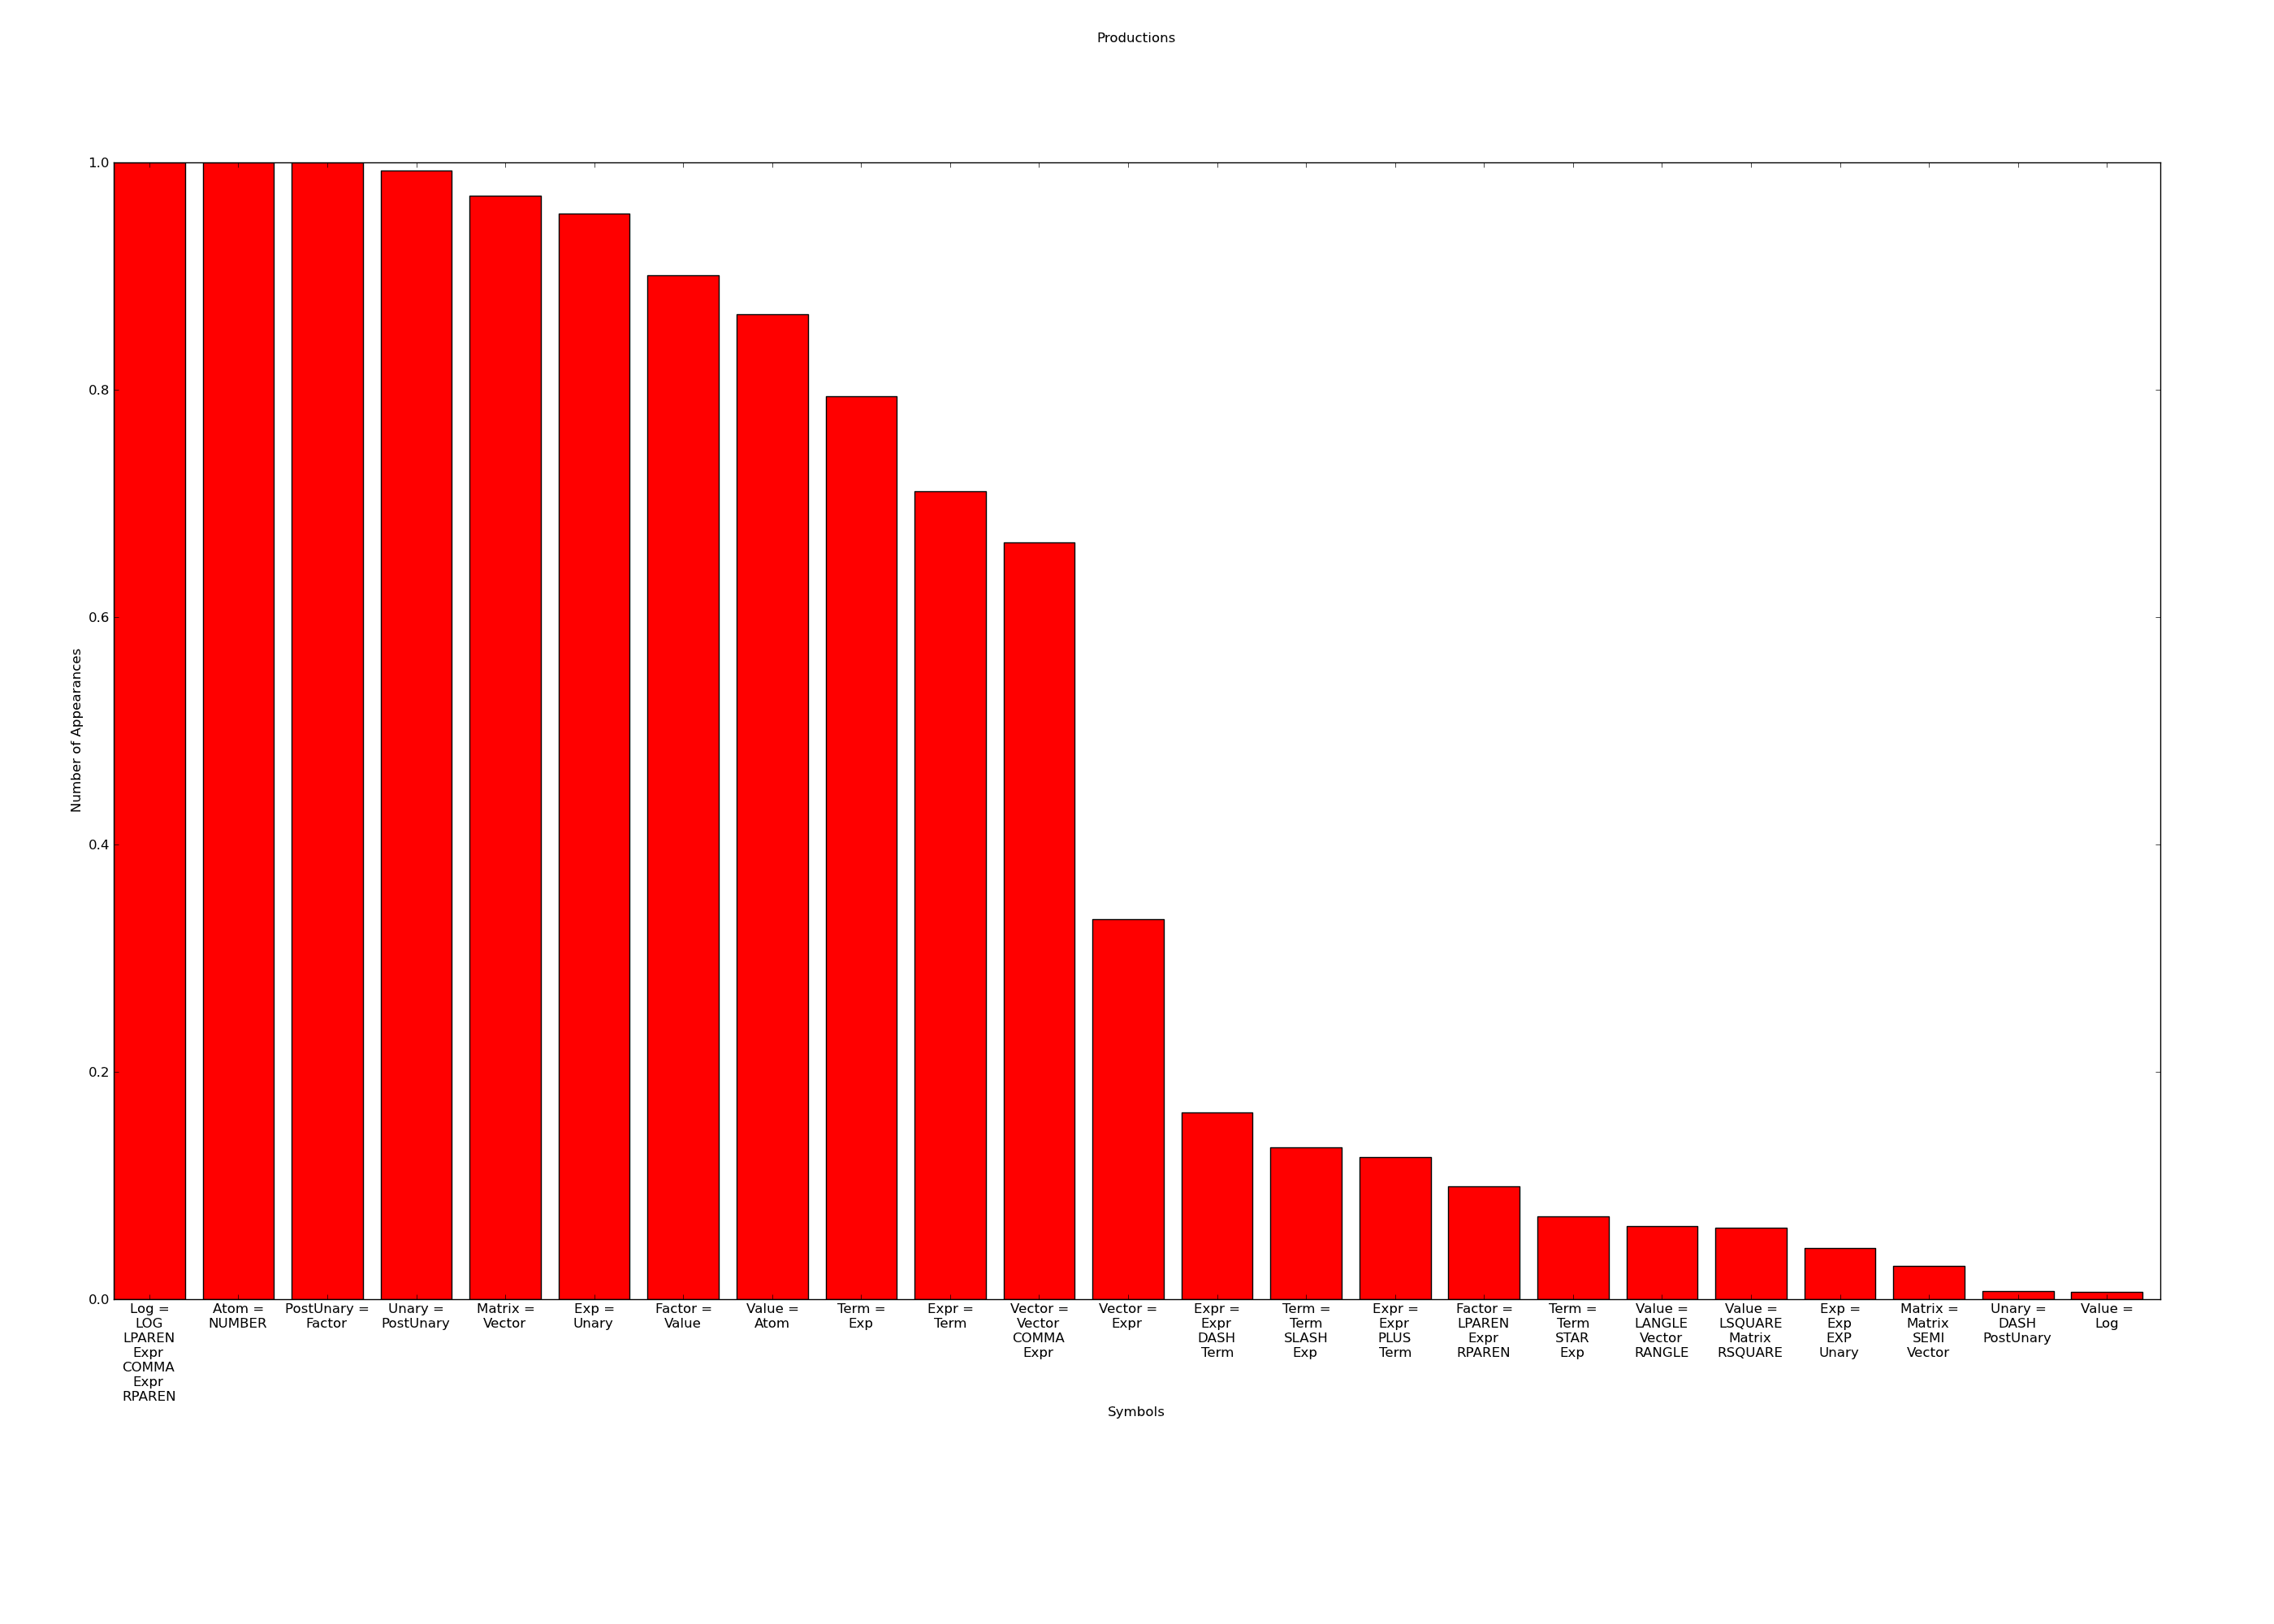 Productions
1.0
0.8
0.6
0.4
0.2
0.0
Number of Appearances
Log =
LOG
LPAREN
Expr
COMMA
Expr
RPAREN
Atom =
NUMBER
PostUnary =
Factor
Unary =
PostUnary
Matrix =
Vector
Exp =
Unary
Factor =
Value
Value =
Atom
Term =
Exp
Expr =
Term
Vector =
Vector
COMMA
Expr
Vector =
Expr
Expr =
Expr
DASH
Term
Term =
Term
SLASH
Exp
Expr =
Expr
PLUS
Term
Factor =
LPAREN
Expr
RPAREN
Term =
Term
STAR
Exp
Value =
LANGLE
Vector
RANGLE
Value =
LSQUARE
Matrix
RSQUARE
Exp =
Exp
EXP
Unary
Matrix =
Matrix
SEMI
Vector
Unary =
DASH
PostUnary
Value =
Log
Symbols